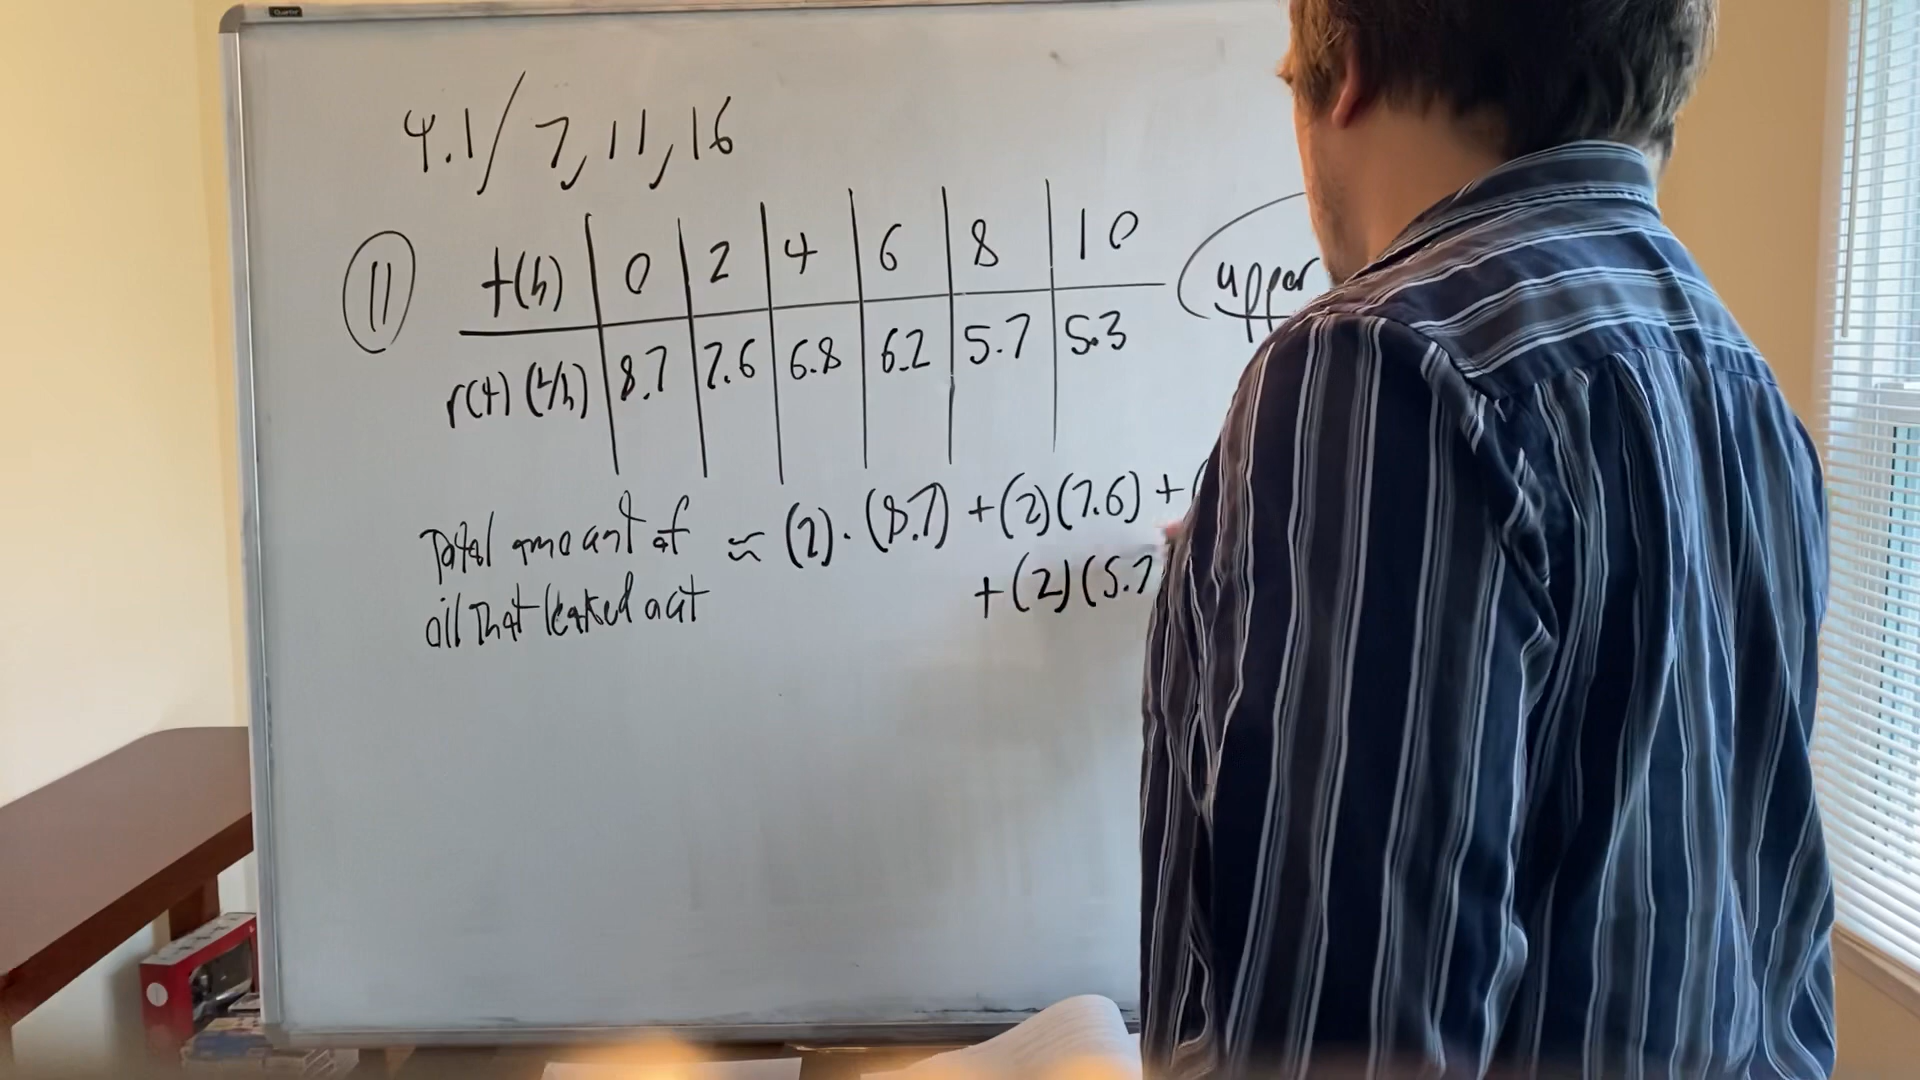 4.1/ 7, 11, 16
11
t(h) 0 2 4 6 8 10
upper
r(t) (L/h) 8.7 7.6 6.8 6.2 5.7 5.3
Total amount of ≈ (2)·(8.7) +(2)(7.6) +(
oil that leaked out +(2)(5.7